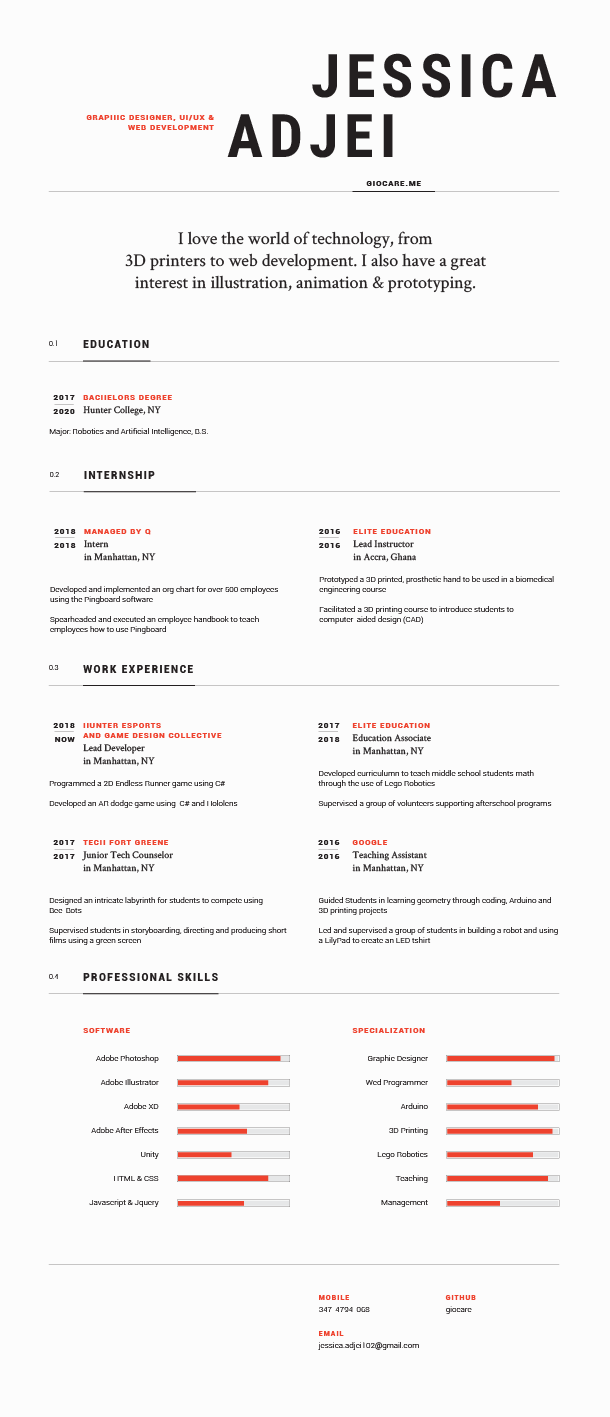 JESSICA
GRAPHIC DESIGNER, UI/UX &
WEB DEVELOPMENT
ADJEI
GIOCARE.ME
I love the world of technology, from
3D printers to web development. I also have a great
interest in illustration, animation & prototyping.
0.1 EDUCATION
2017 BACHELORS DEGREE
2020 Hunter College, NY
Major: Robotics and Artificial Intelligence, B.S.
0.2 INTERNSHIP
2018 MANAGED BY Q
2018 Intern
in Manhattan, NY
Developed and implemented an org chart for over 500 employees
using the Pingboard software
Spearheaded and executed an employee handbook to teach
employees how to use Pingboard
2016 ELITE EDUCATION
2016 Lead Instructor
in Accra, Ghana
Prototyped a 3D printed, prosthetic hand to be used in a biomedical
engineering course
Facilitated a 3D printing course to introduce students to
computer aided design (CAD)
0.3 WORK EXPERIENCE
2018 HUNTER ESPORTS
NOW AND GAME DESIGN COLLECTIVE
Lead Developer
in Manhattan, NY
Programmed a 2D Endless Runner game using C#
Developed an AR dodge game using C# and Hololens
2017 ELITE EDUCATION
2018 Education Associate
in Manhattan, NY
Developed curriculumn to teach middle school students math
through the use of Lego Robotics
Supervised a group of volunteers supporting afterschool programs
2017 TECH FORT GREENE
2017 Junior Tech Counselor
in Manhattan, NY
Designed an intricate labyrinth for students to compete using
Bee Bots
Supervised students in storyboarding, directing and producing short
films using a green screen
2016 GOOGLE
2016 Teaching Assistant
in Manhattan, NY
Guided Students in learning geometry through coding, Arduino and
3D printing projects
Led and supervised a group of students in building a robot and using
a LilyPad to create an LED tshirt
0.4 PROFESSIONAL SKILLS
SOFTWARE
Adobe Photoshop
Adobe Illustrator
Adobe XD
Adobe After Effects
Unity
HTML & CSS
Javascript & Jquery
SPECIALIZATION
Graphic Designer
Wed Programmer
Arduino
3D Printing
Lego Robotics
Teaching
Management
MOBILE
347 4794 068
GITHUB
giocare
EMAIL
jessica.adjei102@gmail.com